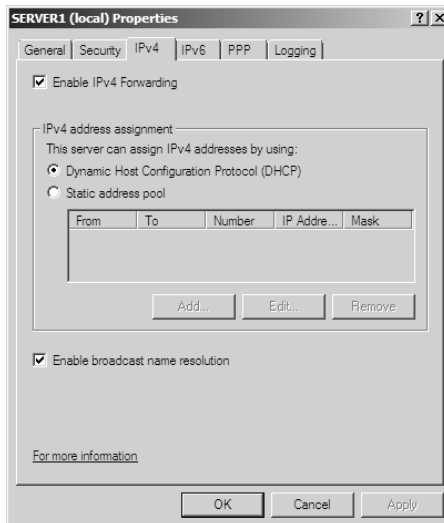 SERVER1 (local) Properties
General Security IPv4 IPv6 PPP Logging
Enable IPv4 Forwarding
IPv4 address assignment
This server can assign IPv4 addresses by using:
Dynamic Host Configuration Protocol (DHCP)
Static address pool
From To Number IP Addre... Mask
Add... Edit... Remove
Enable broadcast name resolution
For more information
OK Cancel Apply